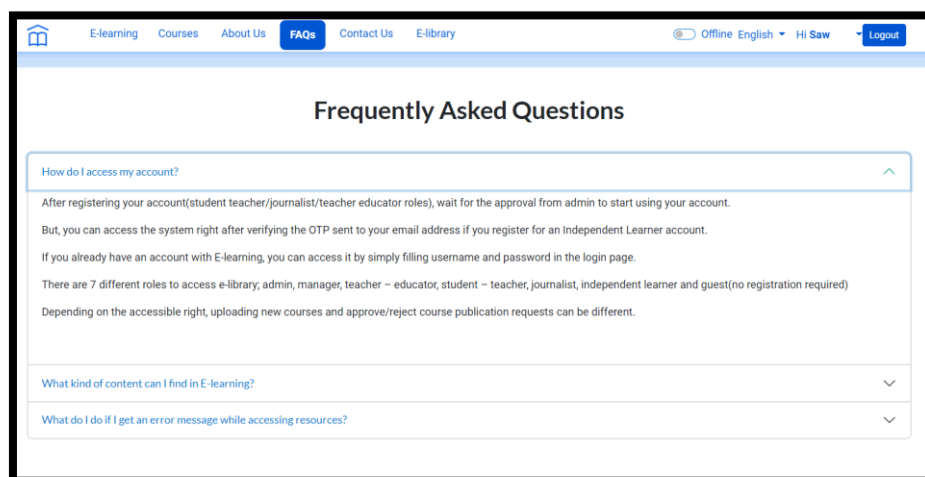 E-learning Courses About Us FAQs Contact Us E-library Offline English Hi Saw Logout
Frequently Asked Questions
How do I access my account?
After registering your account(student teacher/journalist/teacher educator roles), wait for the approval from admin to start using your account.
But, you can access the system right after verifying the OTP sent to your email address if you register for an Independent Learner account.
If you already have an account with E-learning, you can access it by simply filling username and password in the login page.
There are 7 different roles to access e-library; admin, manager, teacher – educator, student – teacher, journalist, independent learner and guest(no registration required)
Depending on the accessible right, uploading new courses and approve/reject course publication requests can be different.
What kind of content can I find in E-learning?
What do I do if I get an error message while accessing resources?